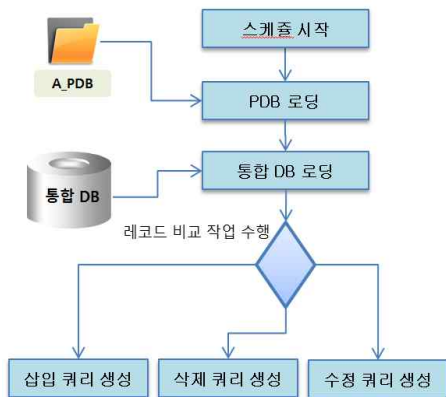 스케쥴 시작
A_PDB
PDB 로딩
통합 DB
통합 DB 로딩
레코드 비교 작업 수행
삽입 쿼리 생성
삭제 쿼리 생성
수정 쿼리 생성